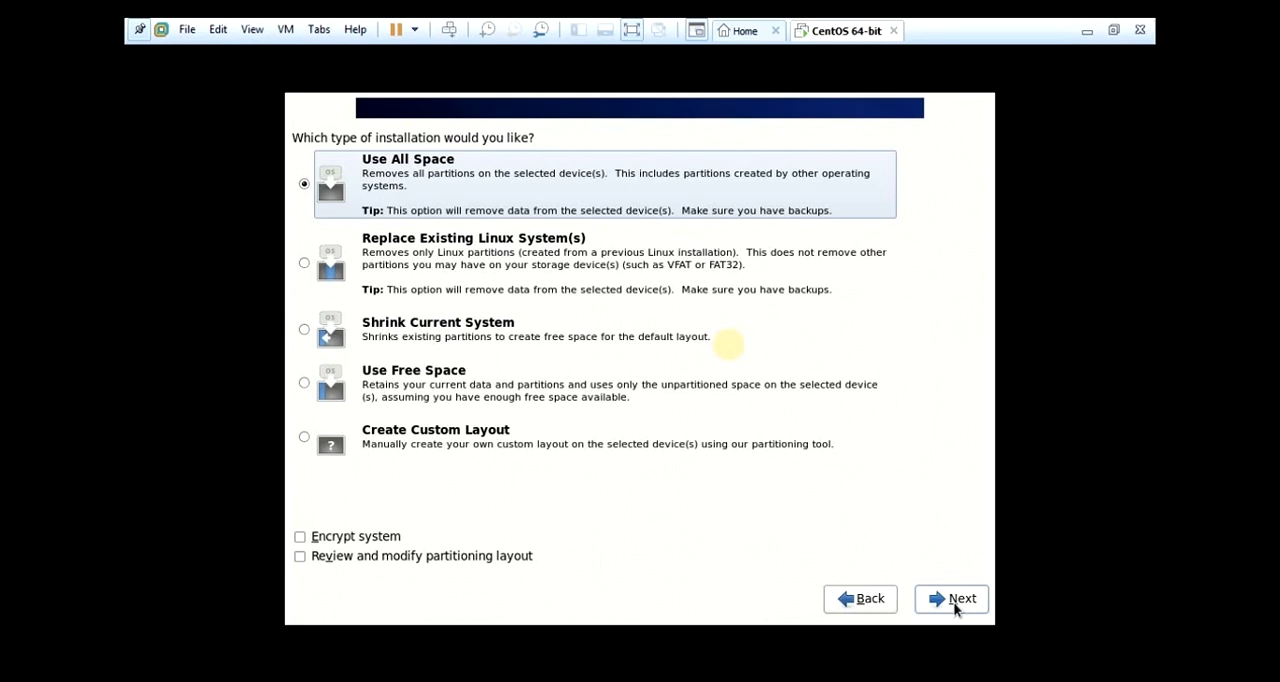 File Edit View VM Tabs Help Home CentOS 64-bit
Which type of installation would you like?
Use All Space
Removes all partitions on the selected device(s). This includes partitions created by other operating
systems.
Tip: This option will remove data from the selected device(s). Make sure you have backups.
Replace Existing Linux System(s)
Removes only Linux partitions (created from a previous Linux installation). This does not remove other
partitions you may have on your storage device(s) (such as VFAT or FAT32).
Tip: This option will remove data from the selected device(s). Make sure you have backups.
Shrink Current System
Shrinks existing partitions to create free space for the default layout.
Use Free Space
Retains your current data and partitions and uses only the unpartitioned space on the selected device
(s), assuming you have enough free space available.
Create Custom Layout
Manually create your own custom layout on the selected device(s) using our partitioning tool.
Encrypt system
Review and modify partitioning layout
Back Next